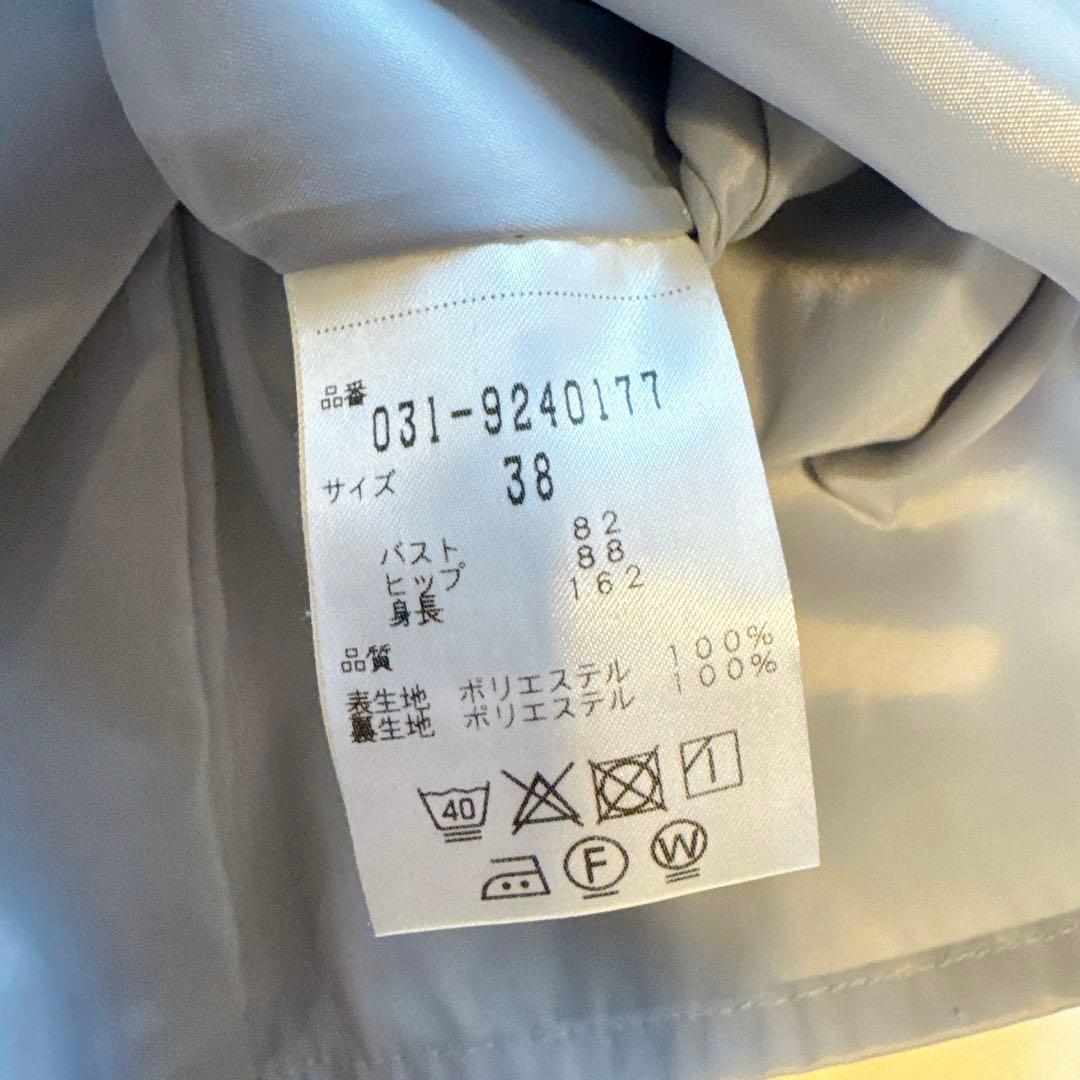 品番
031-9240177
サイズ 38
バスト 82
ヒップ 88
身長 162
品質
表生地 ポリエステル 100%
裏生地 ポリエステル 100%
40
F W